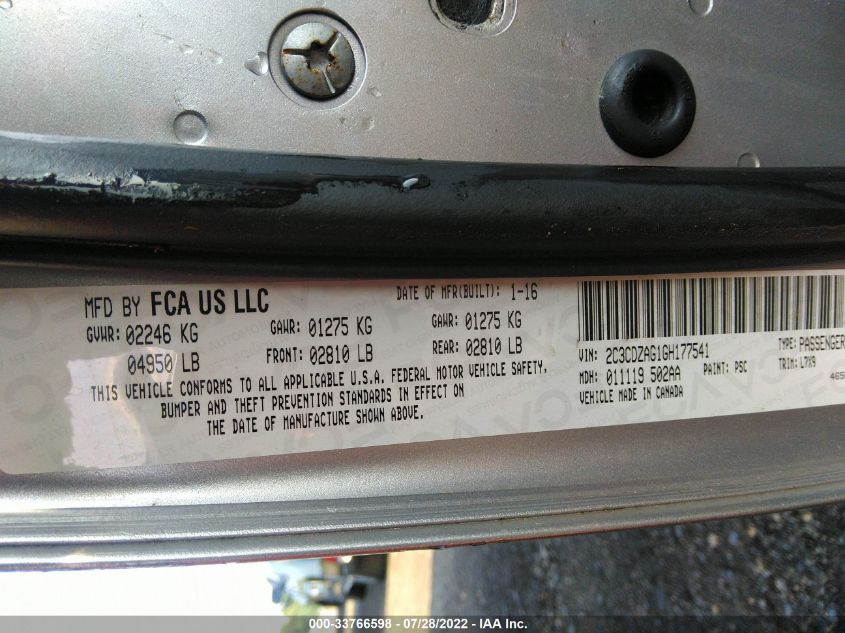 MFD BY FCA US LLC
DATE OF MFR(BUILT): 1-16
GVWR: 02246 KG
GAWR: 01275 KG
GAWR: 01275 KG
04950 LB
FRONT: 02810 LB
REAR: 02810 LB
THIS VEHICLE CONFORMS TO ALL APPLICABLE U.S.A. FEDERAL MOTOR VEHICLE SAFETY,
BUMPER AND THEFT PREVENTION STANDARDS IN EFFECT ON
THE DATE OF MANUFACTURE SHOWN ABOVE.
VIN: 2C3CDZAG1GH177541
TYPE: PASSENGER
MDH: 011119 502AA
PAINT: PSC
TRIM: L7X9
VEHICLE MADE IN CANADA
465
000-33766598 - 07/28/2022 - IAA Inc.